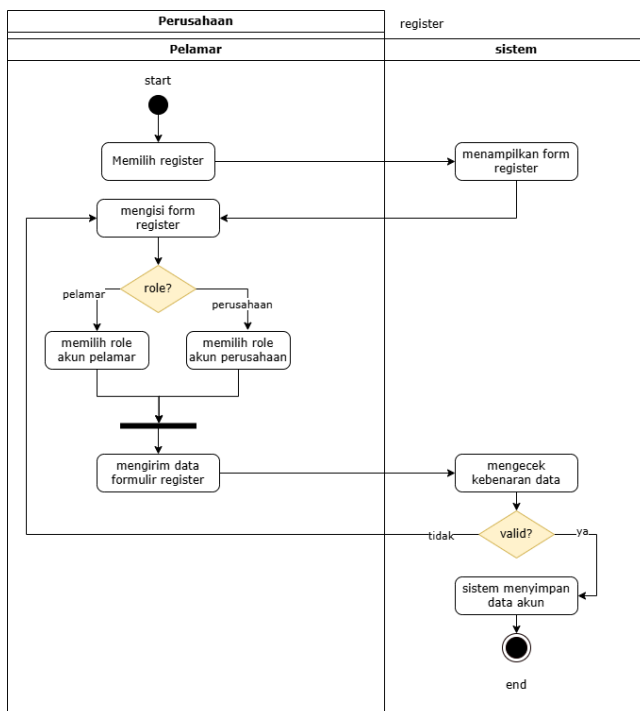 Perusahaan
register
Pelamar
sistem
start
Memilih register
menampilkan form
register
mengisi form
register
role?
pelamar
perusahaan
memilih role
akun pelamar
memilih role
akun perusahaan
mengirim data
formulir register
mengecek
kebenaran data
valid?
tidak
ya
sistem menyimpan
data akun
end